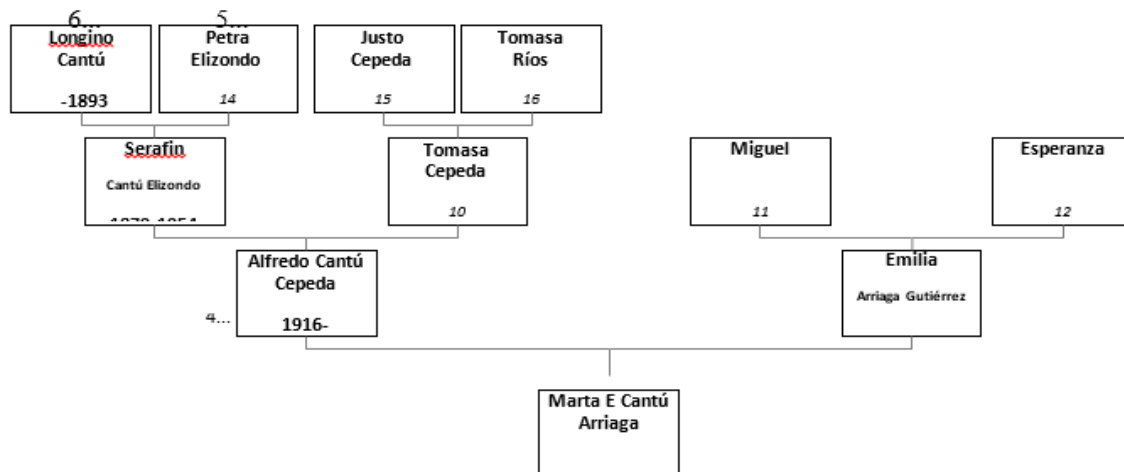 6...
5...
Longino
Cantú
-1893
Petra
Elizondo
14
Justo
Cepeda
15
Tomasa
Ríos
16
Serafin
Cantú Elizondo
Tomasa
Cepeda
10
Miguel
11
Esperanza
12
Alfredo Cantú
Cepeda
1916-
4...
Emilia
Arriaga Gutiérrez
Marta E Cantú
Arriaga